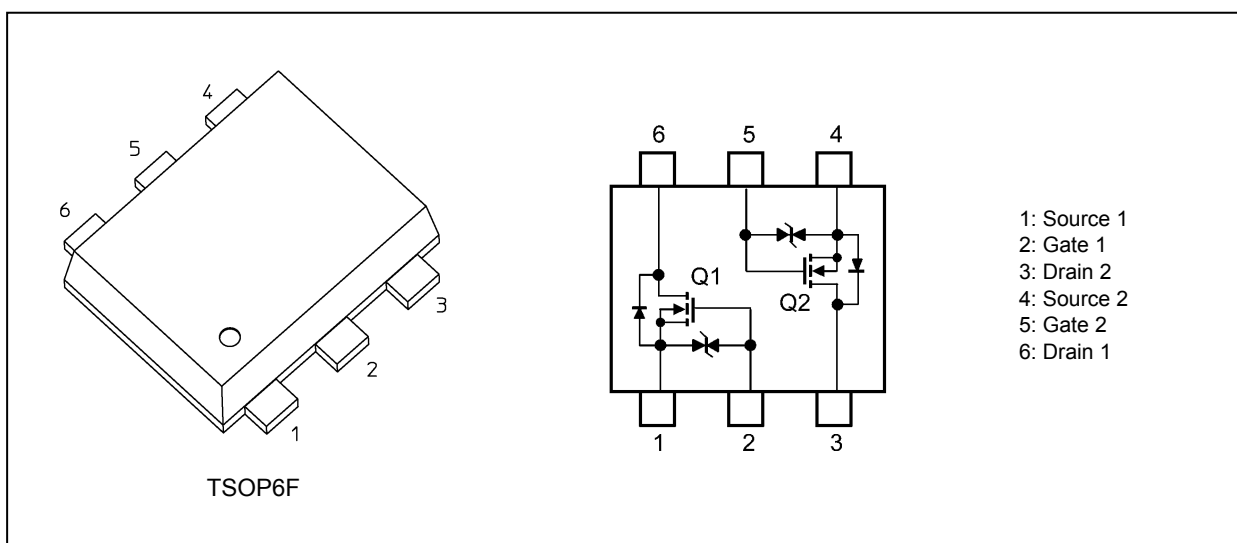 4
5
6
3
2
1
TSOP6F
6 5 4
Q1
Q2
1 2 3
1: Source 1
2: Gate 1
3: Drain 2
4: Source 2
5: Gate 2
6: Drain 1